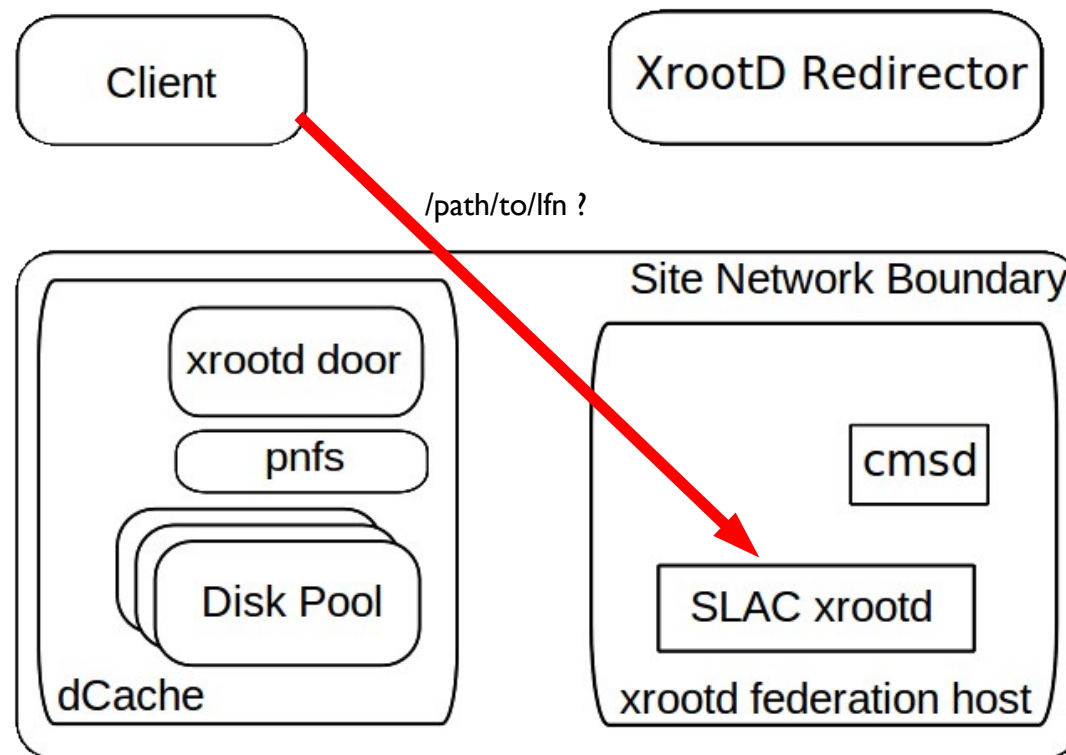 Client
XrootD Redirector
/path/to/lfn ?
Site Network Boundary
xrootd door
pnfs
cmsd
Disk Pool
SLAC xrootd
dCache
xrootd federation host